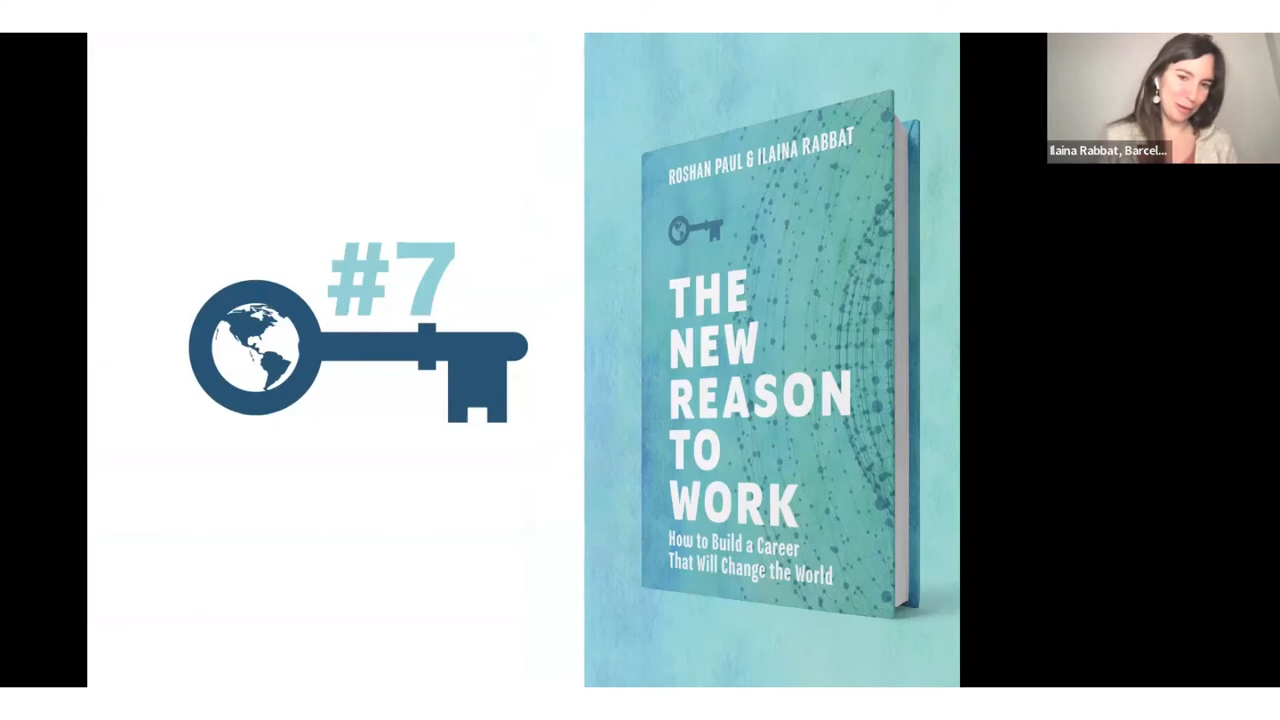 #7
ROSHAN PAUL & ILAINA RABBAT
THE
NEW
REASON
TO
WORK
How to Build a Career
That Will Change the World
Ilaina Rabbat, Barcel...